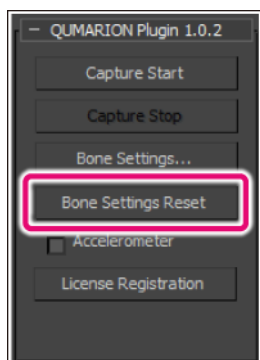 QUMARION Plugin 1.0.2
Capture Start
Capture Stop
Bone Settings...
Bone Settings Reset
Accelerometer
License Registration